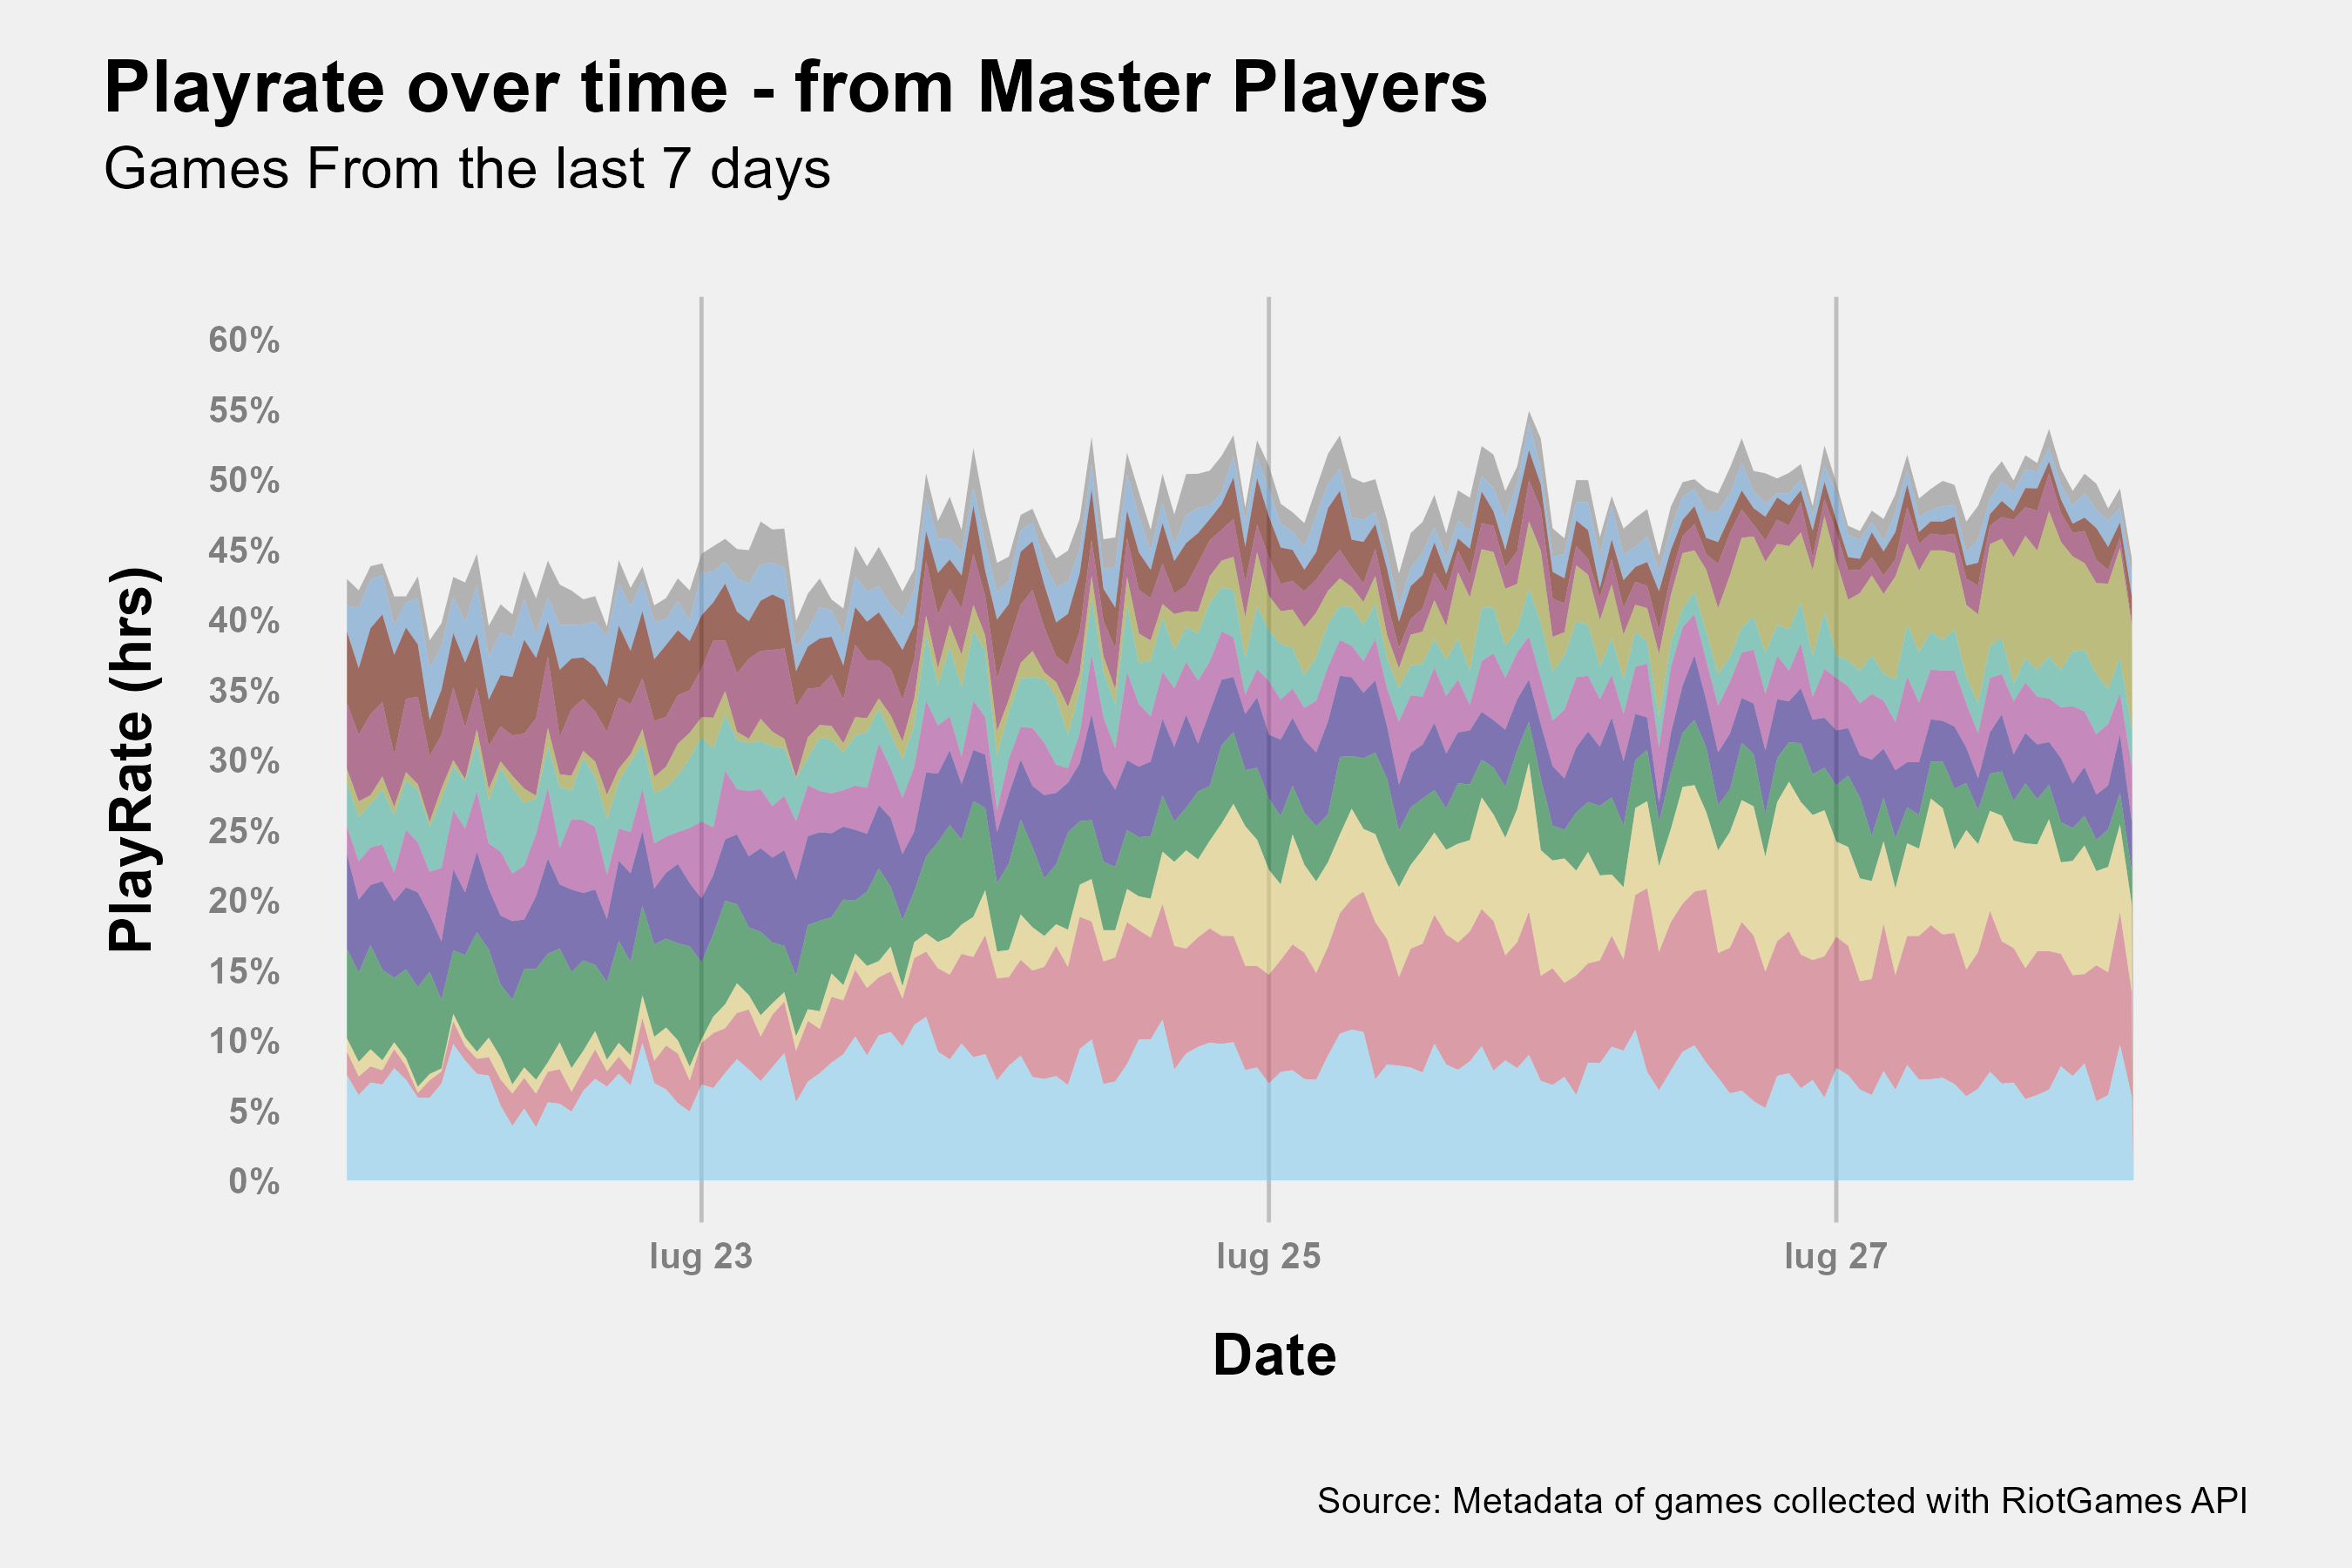 Playrate over time - from Master Players
Games From the last 7 days
60%
55%
50%
45%
40%
35%
30%
25%
20%
15%
10%
5%
0%
PlayRate (hrs)
lug 23
lug 25
lug 27
Date
Source: Metadata of games collected with RiotGames API